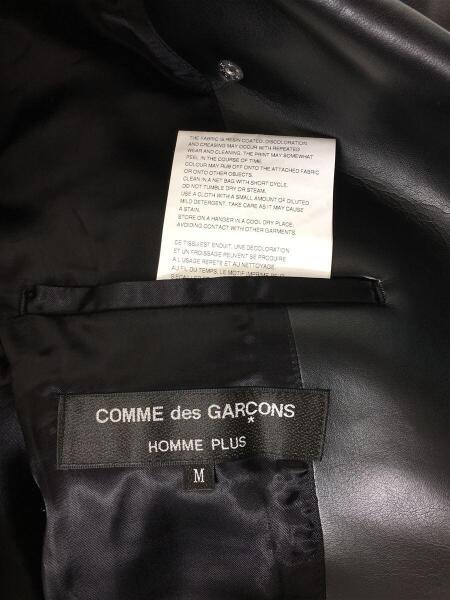 THE FABRIC IS RESIN COATED. DISCOLORATION
AND CREASING MAY OCCUR WITH REPEATED
WEAR AND CLEANING. THE PRINT MAY SOMEWHAT
PEEL IN THE COURSE OF TIME.
COLOUR MAY RUB OFF ONTO THE ATTACHED FABRIC
OR ONTO OTHER OBJECTS.
CLEAN IN A NET BAG WITH SHORT CYCLE.
DO NOT TUMBLE DRY OR STEAM.
USE A CLOTH WITH A SMALL AMOUNT OF DILUTED
MILD DETERGENT. TAKE CARE AS IT MAY CAUSE
A STAIN.
STORE ON A HANGER IN A COOL DRY PLACE,
AVOIDING CONTACT WITH OTHER GARMENTS.
CE TISSU EST ENDUIT, UNE DECOLORATION
ET UN FROISSAGE PEUVENT SE PRODUIRE
A L'USAGE REPETE ET AU NETTOYAGE.
AU FIL DU TEMPS, LE MOTIF IMPRIME
COMME des GARÇONS
HOMME PLUS
M